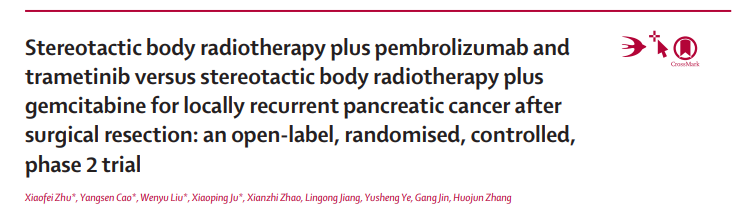 Stereotactic body radiotherapy plus pembrolizumab and
trametinib versus stereotactic body radiotherapy plus
gemcitabine for locally recurrent pancreatic cancer after
surgical resection: an open-label, randomised, controlled,
phase 2 trial
CrossMark
Xiaofei Zhu*, Yangsen Cao*, Wenyu Liu*, Xiaoping Ju*, Xianzhi Zhao, Lingong Jiang, Yusheng Ye, Gang Jin, Huojun Zhang